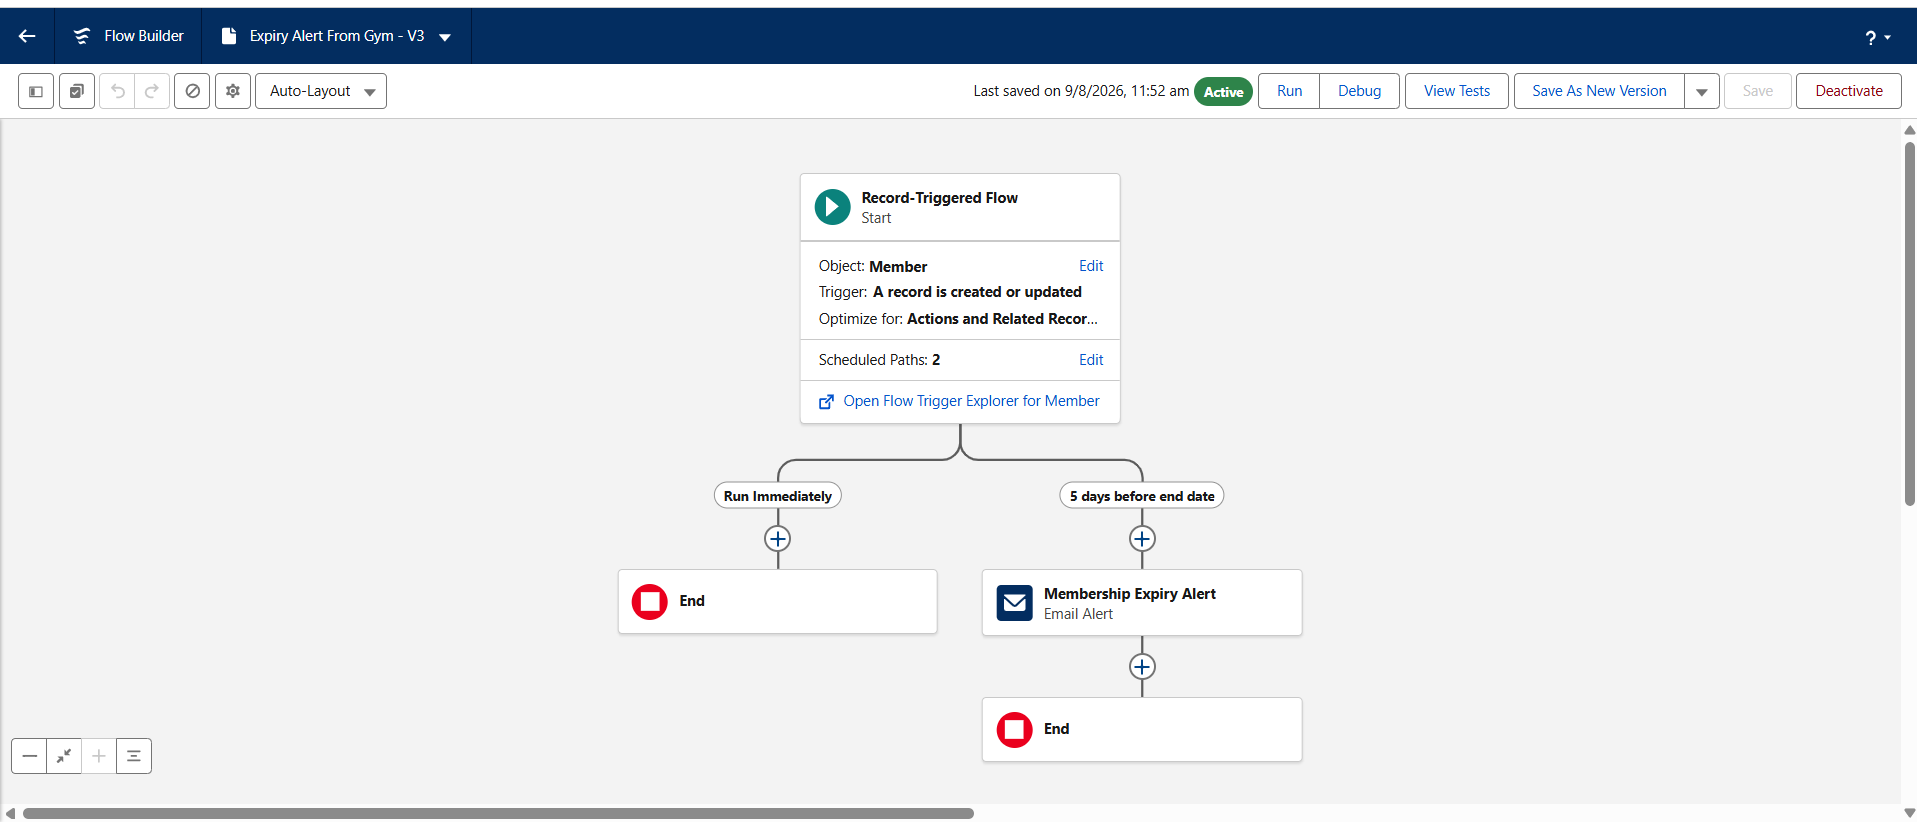 Flow Builder
Expiry Alert From Gym - V3
?
Auto-Layout
Last saved on 9/8/2026, 11:52 am
Active
Run
Debug
View Tests
Save As New Version
Save
Deactivate
Record-Triggered Flow
Start
Object: Member
Edit
Trigger: A record is created or updated
Optimize for: Actions and Related Recor...
Scheduled Paths: 2
Edit
Open Flow Trigger Explorer for Member
Run Immediately
5 days before end date
End
Membership Expiry Alert
Email Alert
End